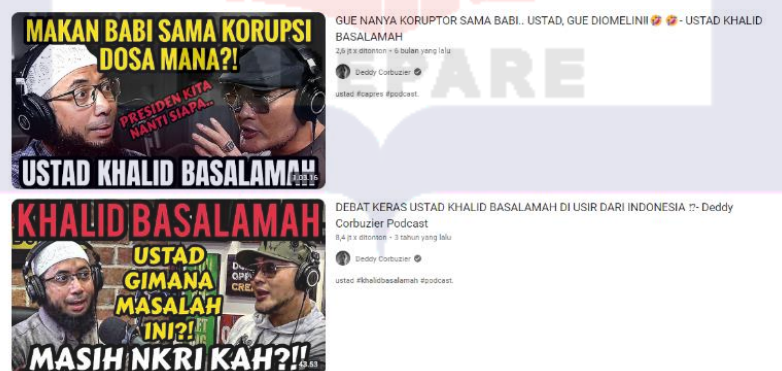 MAKAN BABI SAMA KORUPSI
DOSA MANA?!
PRESIDEN KITA
NANTI SIAPA..
USTAD KHALID BASALAMAH
1.03.16
GUE NANYA KORUPTOR SAMA BABI.. USTAD, GUE DIOMELIN‼🤣 🤣 - USTAD KHALID
BASALAMAH
2,6 jt x ditonton • 6 bulan yang lalu
Deddy Corbuzier
ustad #capres #podcast.
PARE
KHALID BASALAMAH
USTAD
GIMANA
MASALAH
INI?!
MASIH NKRI KAH?!!
43.53
DEBAT KERAS USTAD KHALID BASALAMAH DI USIR DARI INDONESIA ⁉- Deddy
Corbuzier Podcast
8,4 jt x ditonton • 3 tahun yang lalu
Deddy Corbuzier
ustad #khalidbasalamah #podcast.